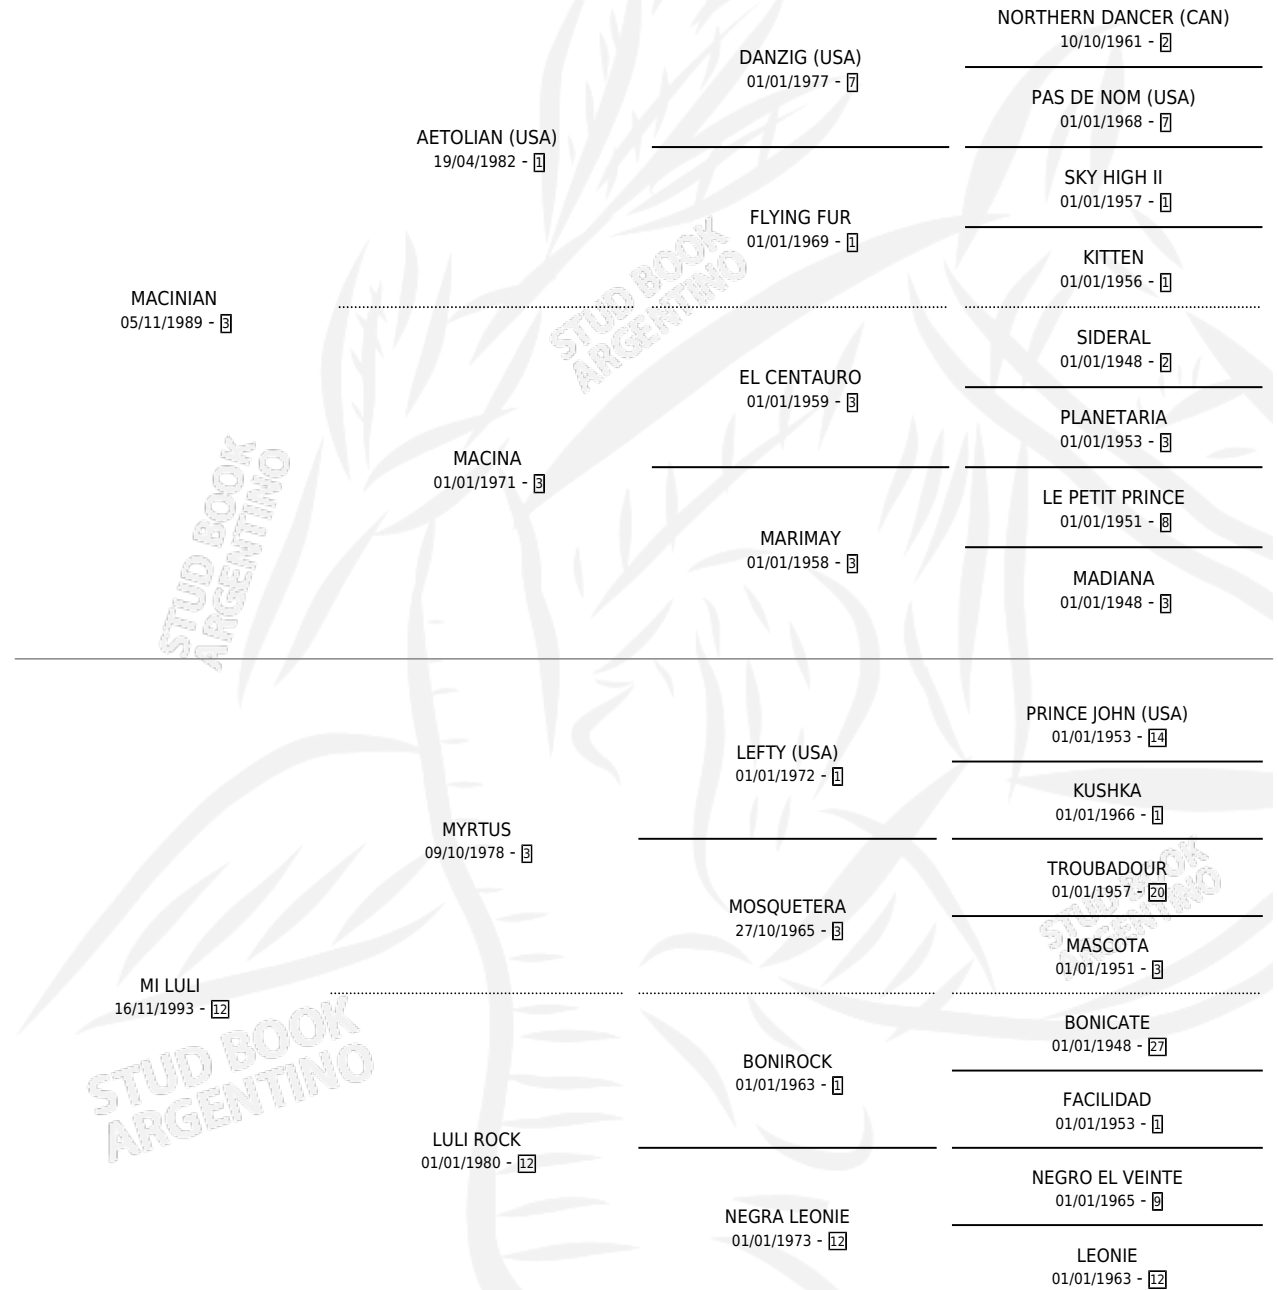 NORTHERN DANCER (CAN)
10/10/1961 - 2
DANZIG (USA)
01/01/1977 - 7
PAS DE NOM (USA)
01/01/1968 - 7
AETOLIAN (USA)
19/04/1982 - 1
SKY HIGH II
01/01/1957 - 1
FLYING FUR
01/01/1969 - 1
KITTEN
01/01/1956 - 1
MACINIAN
05/11/1989 - 3
SIDERAL
01/01/1948 - 2
EL CENTAURO
01/01/1959 - 3
PLANETARIA
01/01/1953 - 3
MACINA
01/01/1971 - 3
LE PETIT PRINCE
01/01/1951 - 8
MARIMAY
01/01/1958 - 3
MADIANA
01/01/1948 - 3
PRINCE JOHN (USA)
01/01/1953 - 14
LEFTY (USA)
01/01/1972 - 1
KUSHKA
01/01/1966 - 1
MYRTUS
09/10/1978 - 3
TROUBADOUR
01/01/1957 - 20
MOSQUETERA
27/10/1965 - 3
MASCOTA
01/01/1951 - 3
MI LULI
16/11/1993 - 12
BONICATE
01/01/1948 - 27
BONIROCK
01/01/1963 - 1
FACILIDAD
01/01/1953 - 1
LULI ROCK
01/01/1980 - 12
NEGRO EL VEINTE
01/01/1965 - 9
NEGRA LEONIE
01/01/1973 - 12
LEONIE
01/01/1963 - 12
STUD BOOK
ARGENTINO
STUD BOOK
ARGENTINO
STUD BOOK
ARGENTINO
STUD BOOK
ARGENTINO